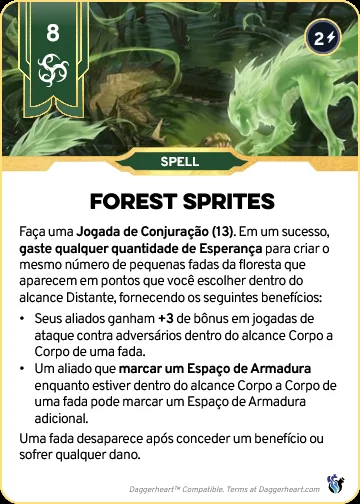 8
2
SPELL
FOREST SPRITES
Faça uma Jogada de Conjuração (13). Em um sucesso,
gaste qualquer quantidade de Esperança para criar o
mesmo número de pequenas fadas da floresta que
aparecem em pontos que você escolher dentro do
alcance Distante, fornecendo os seguintes benefícios:
• Seus aliados ganham +3 de bônus em jogadas de
ataque contra adversários dentro do alcance Corpo a
Corpo de uma fada.
• Um aliado que marcar um Espaço de Armadura
enquanto estiver dentro do alcance Corpo a Corpo de
uma fada pode marcar um Espaço de Armadura
adicional.
Uma fada desaparece após conceder um benefício ou
sofrer qualquer dano.
Daggerheart™ Compatible. Terms at Daggerheart.com